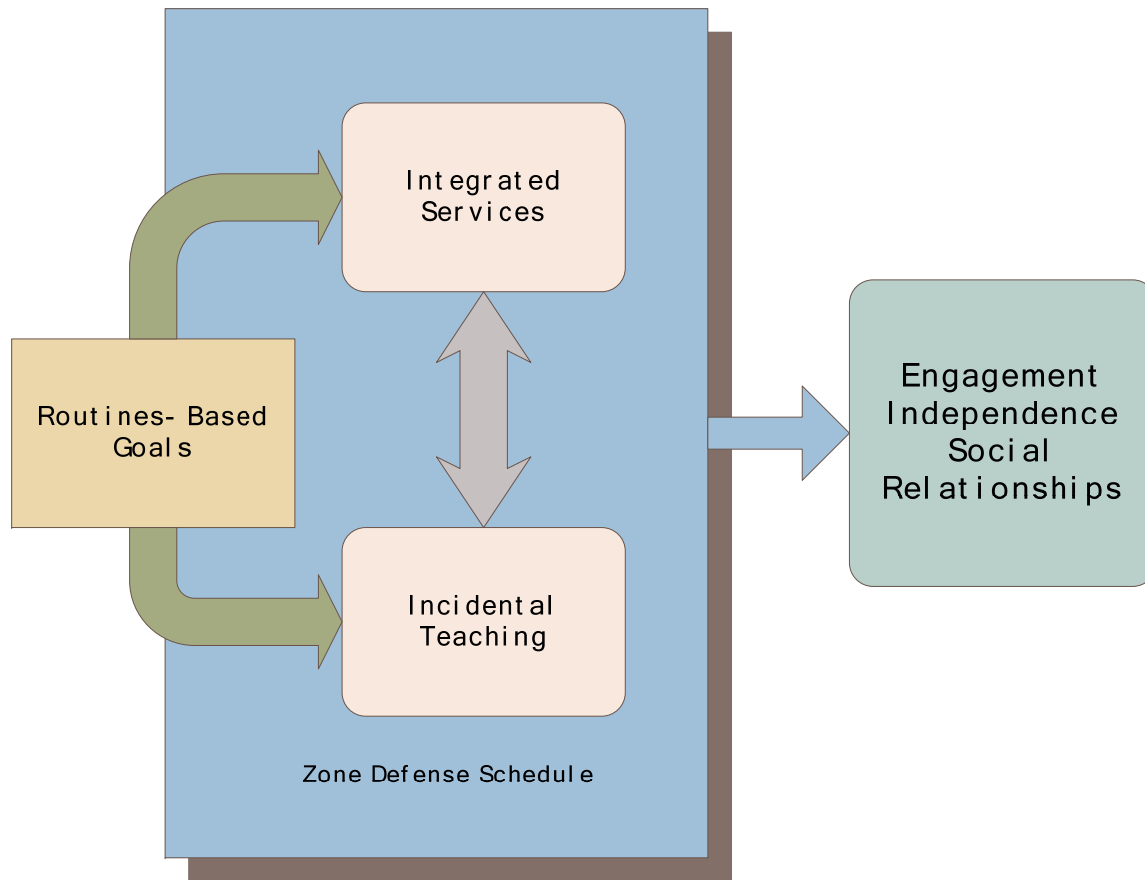 Integrated
Services
Routines- Based
Goals
Incidental
Teaching
Zone Defense Schedule
Engagement
Independence
Social
Relationships